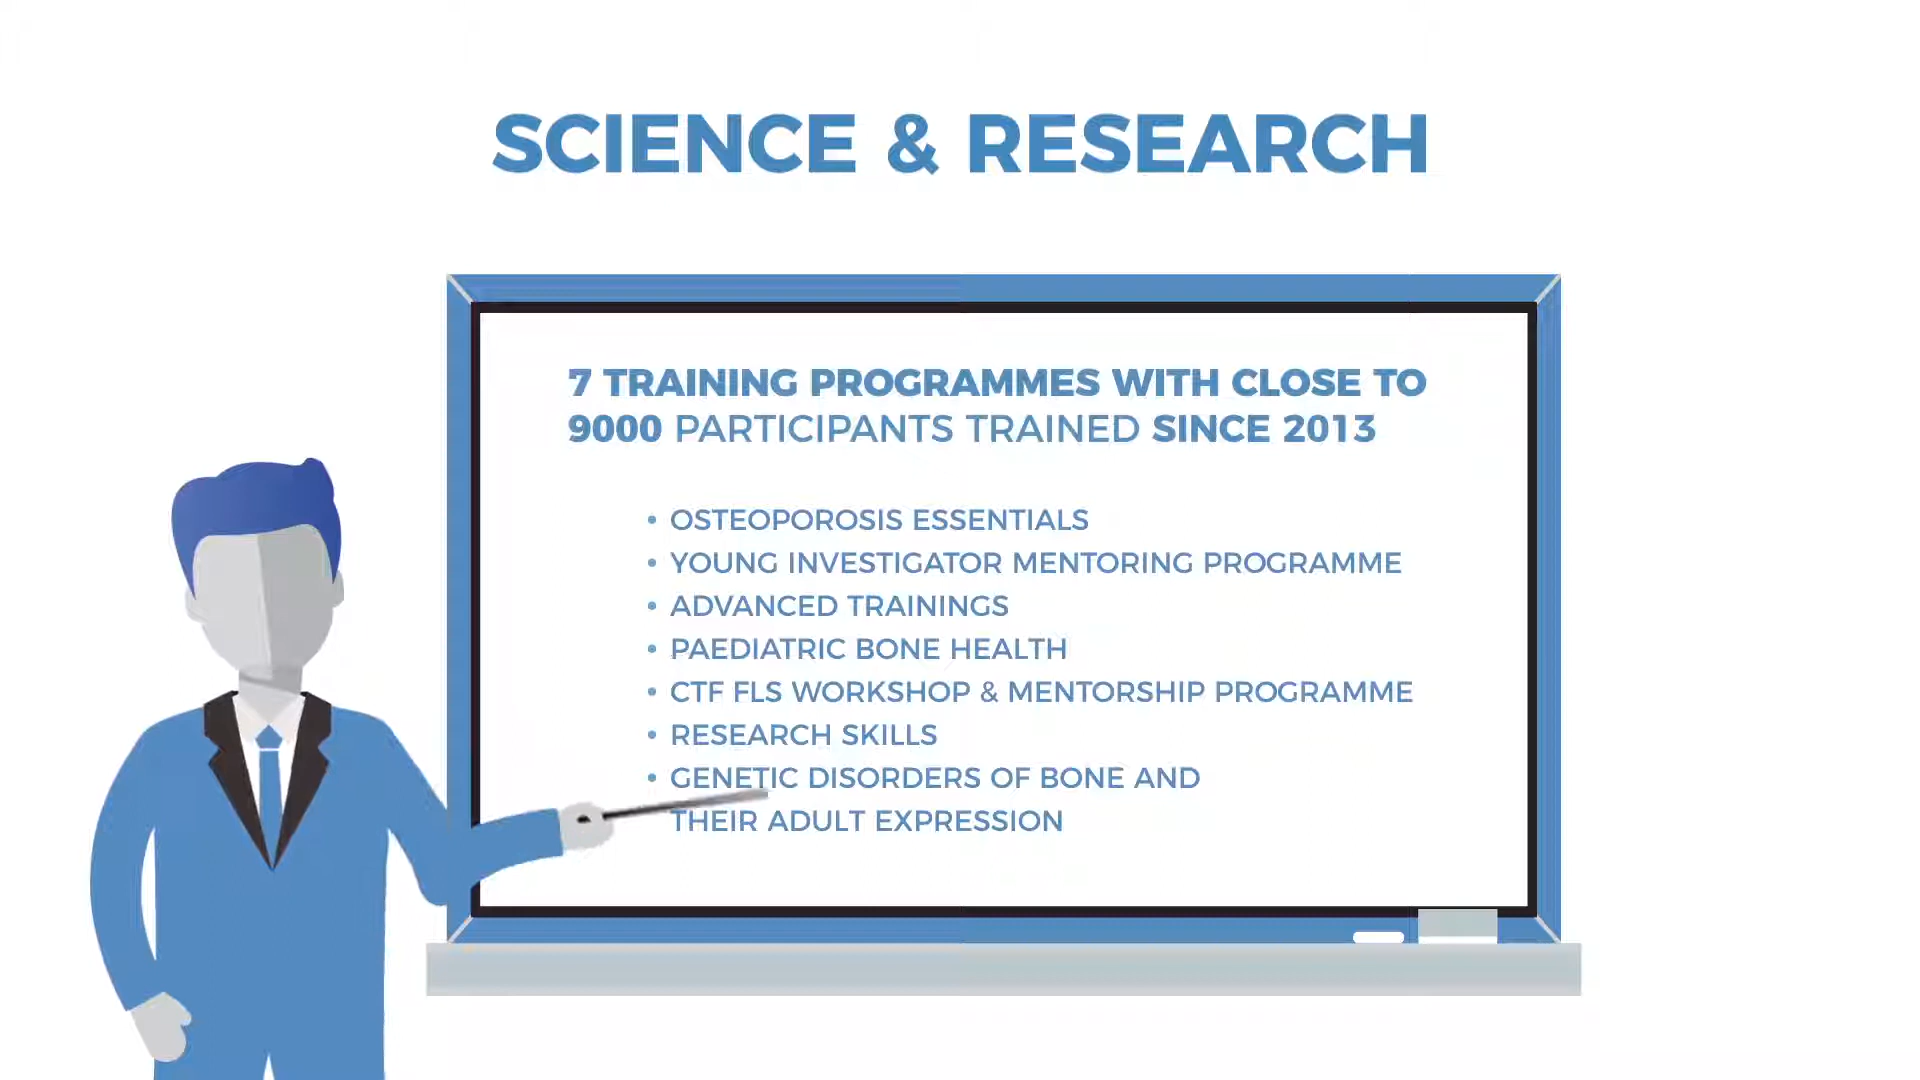 SCIENCE & RESEARCH
7 TRAINING PROGRAMMES WITH CLOSE TO
9000 PARTICIPANTS TRAINED SINCE 2013
• OSTEOPOROSIS ESSENTIALS
• YOUNG INVESTIGATOR MENTORING PROGRAMME
• ADVANCED TRAININGS
• PAEDIATRIC BONE HEALTH
• CTF FLS WORKSHOP & MENTORSHIP PROGRAMME
• RESEARCH SKILLS
• GENETIC DISORDERS OF BONE AND
THEIR ADULT EXPRESSION